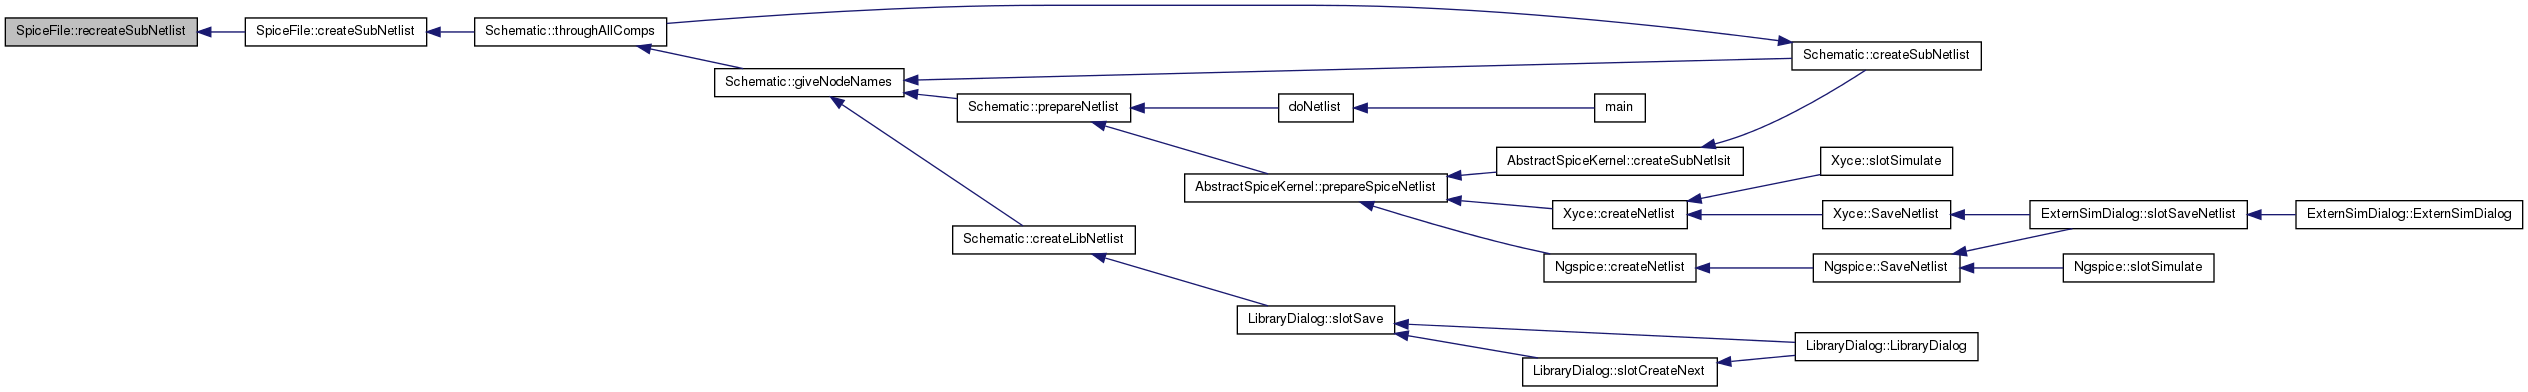 SpiceFile::recreateSubNetlist
SpiceFile::createSubNetlist
Schematic::throughAllComps
Schematic::createSubNetlist
Schematic::giveNodeNames
Schematic::prepareNetlist
doNetlist
main
AbstractSpiceKernel::createSubNetlsit
Xyce::slotSimulate
AbstractSpiceKernel::prepareSpiceNetlist
Xyce::createNetlist
Xyce::SaveNetlist
ExternSimDialog::slotSaveNetlist
ExternSimDialog::ExternSimDialog
Schematic::createLibNetlist
Ngspice::createNetlist
Ngspice::SaveNetlist
Ngspice::slotSimulate
LibraryDialog::slotSave
LibraryDialog::LibraryDialog
LibraryDialog::slotCreateNext